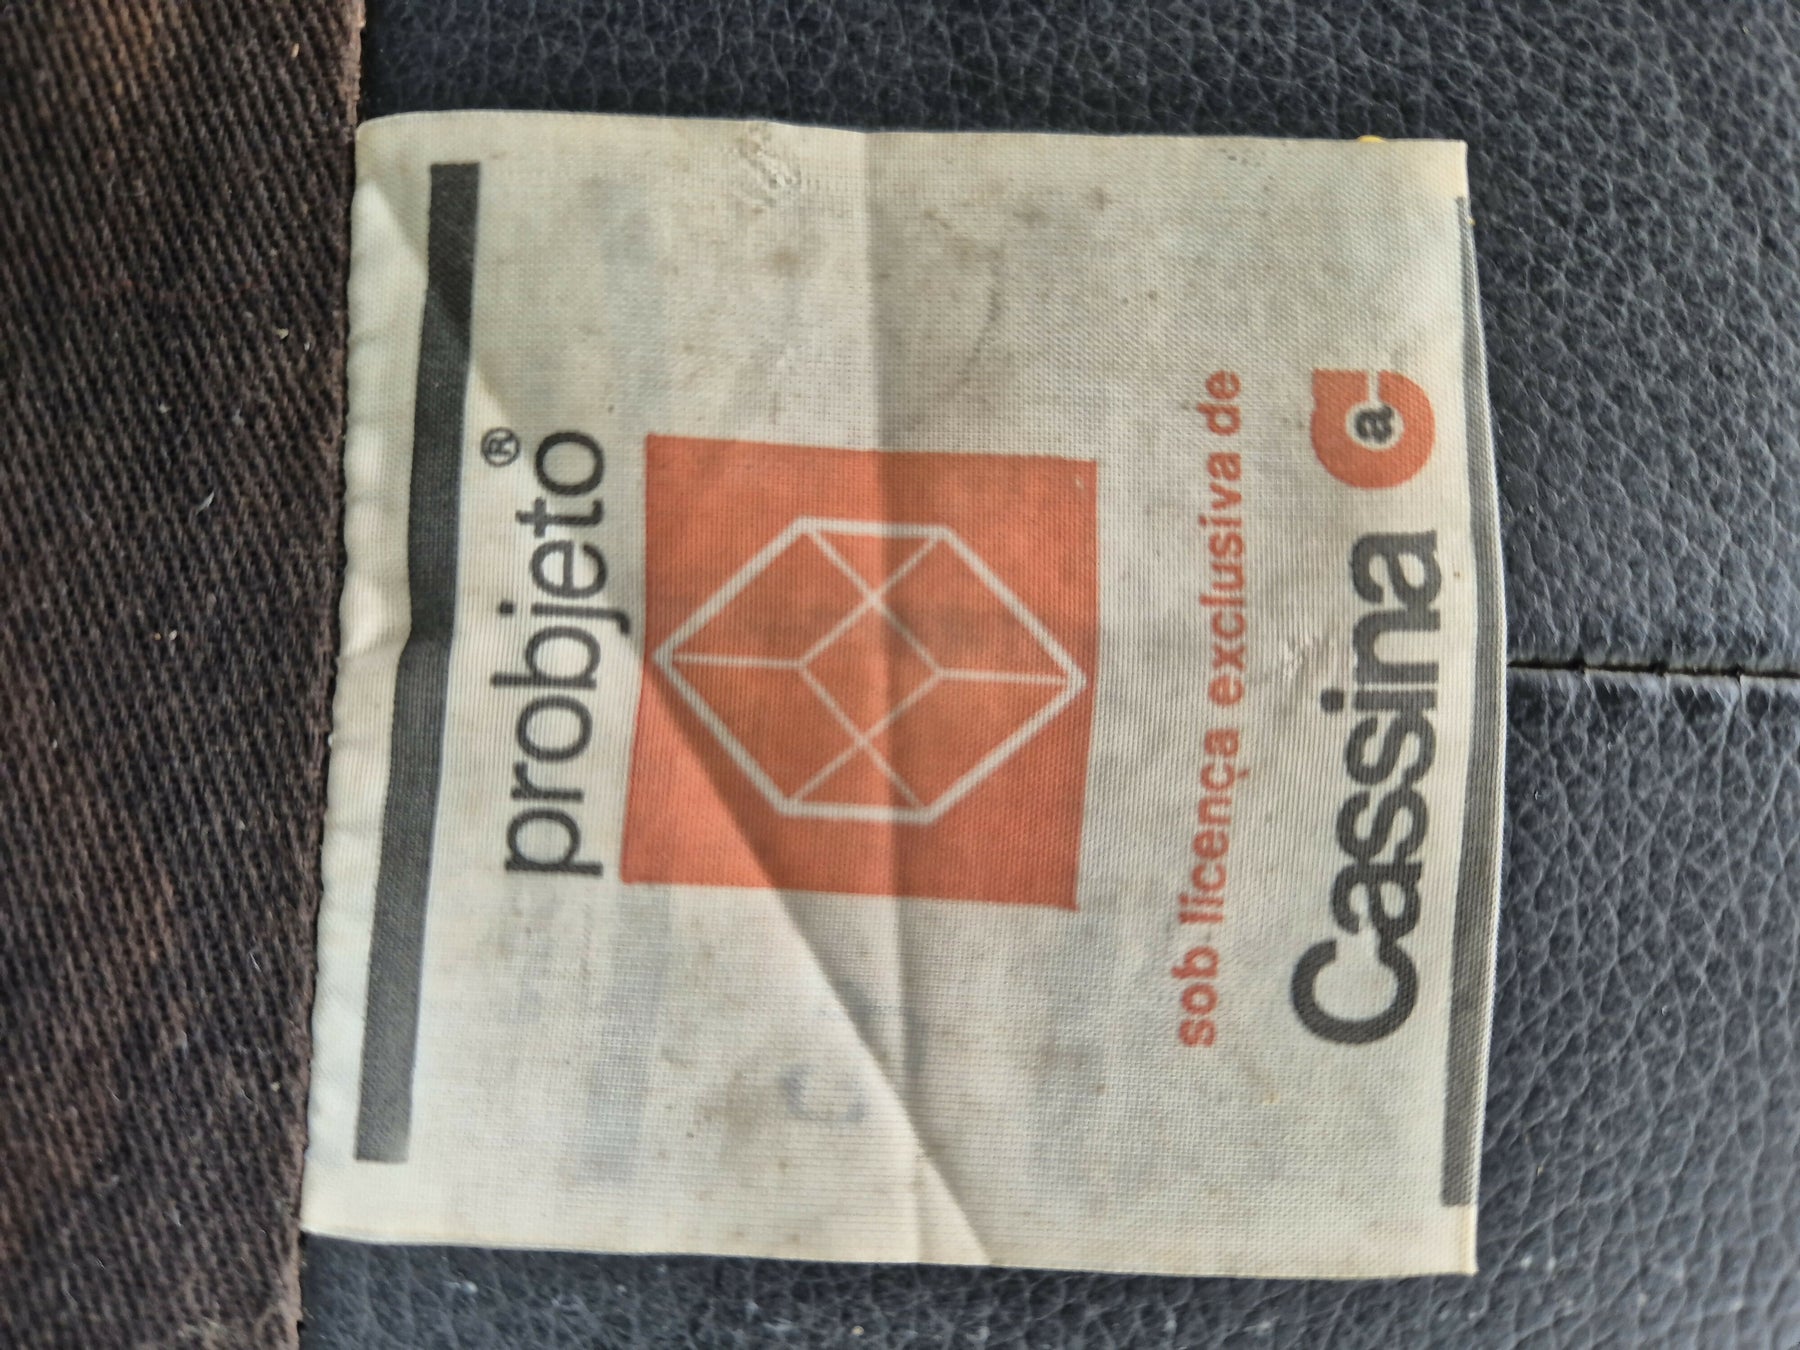 probjeto®
sob licença exclusiva de
Cassina a